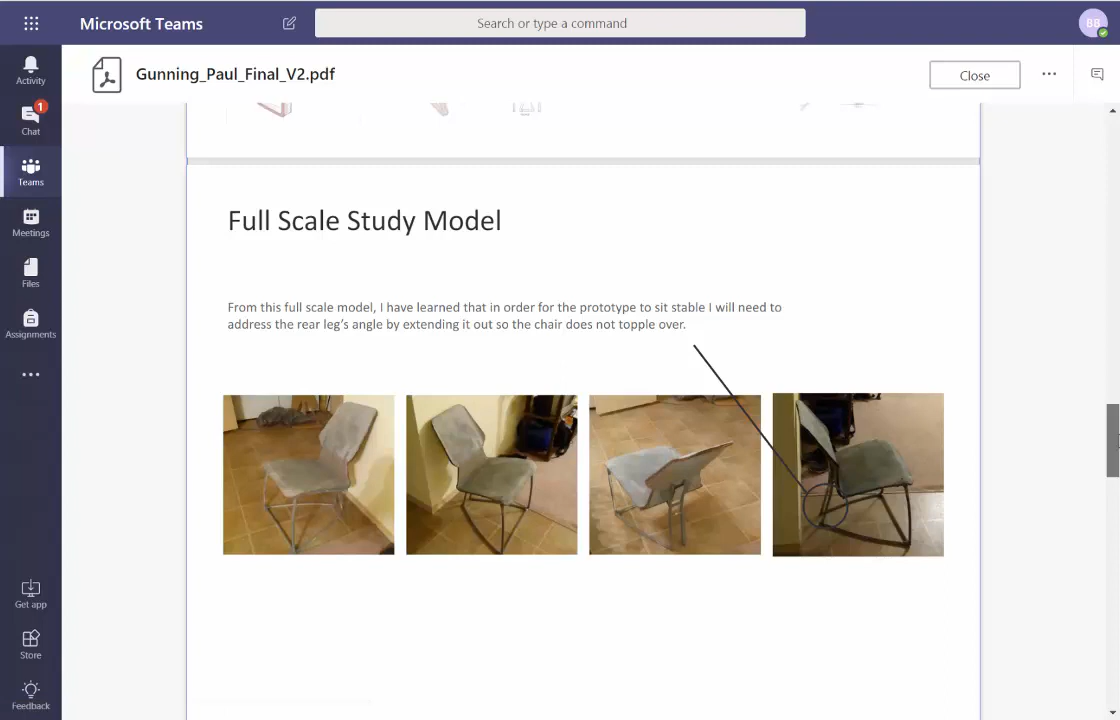 Microsoft Teams
Search or type a command
BB
Activity
Gunning_Paul_Final_V2.pdf
Close
1
Chat
Teams
Meetings
Files
Assignments
Full Scale Study Model
From this full scale model, I have learned that in order for the prototype to sit stable I will need to
address the rear leg's angle by extending it out so the chair does not topple over.
Get app
Store
Feedback